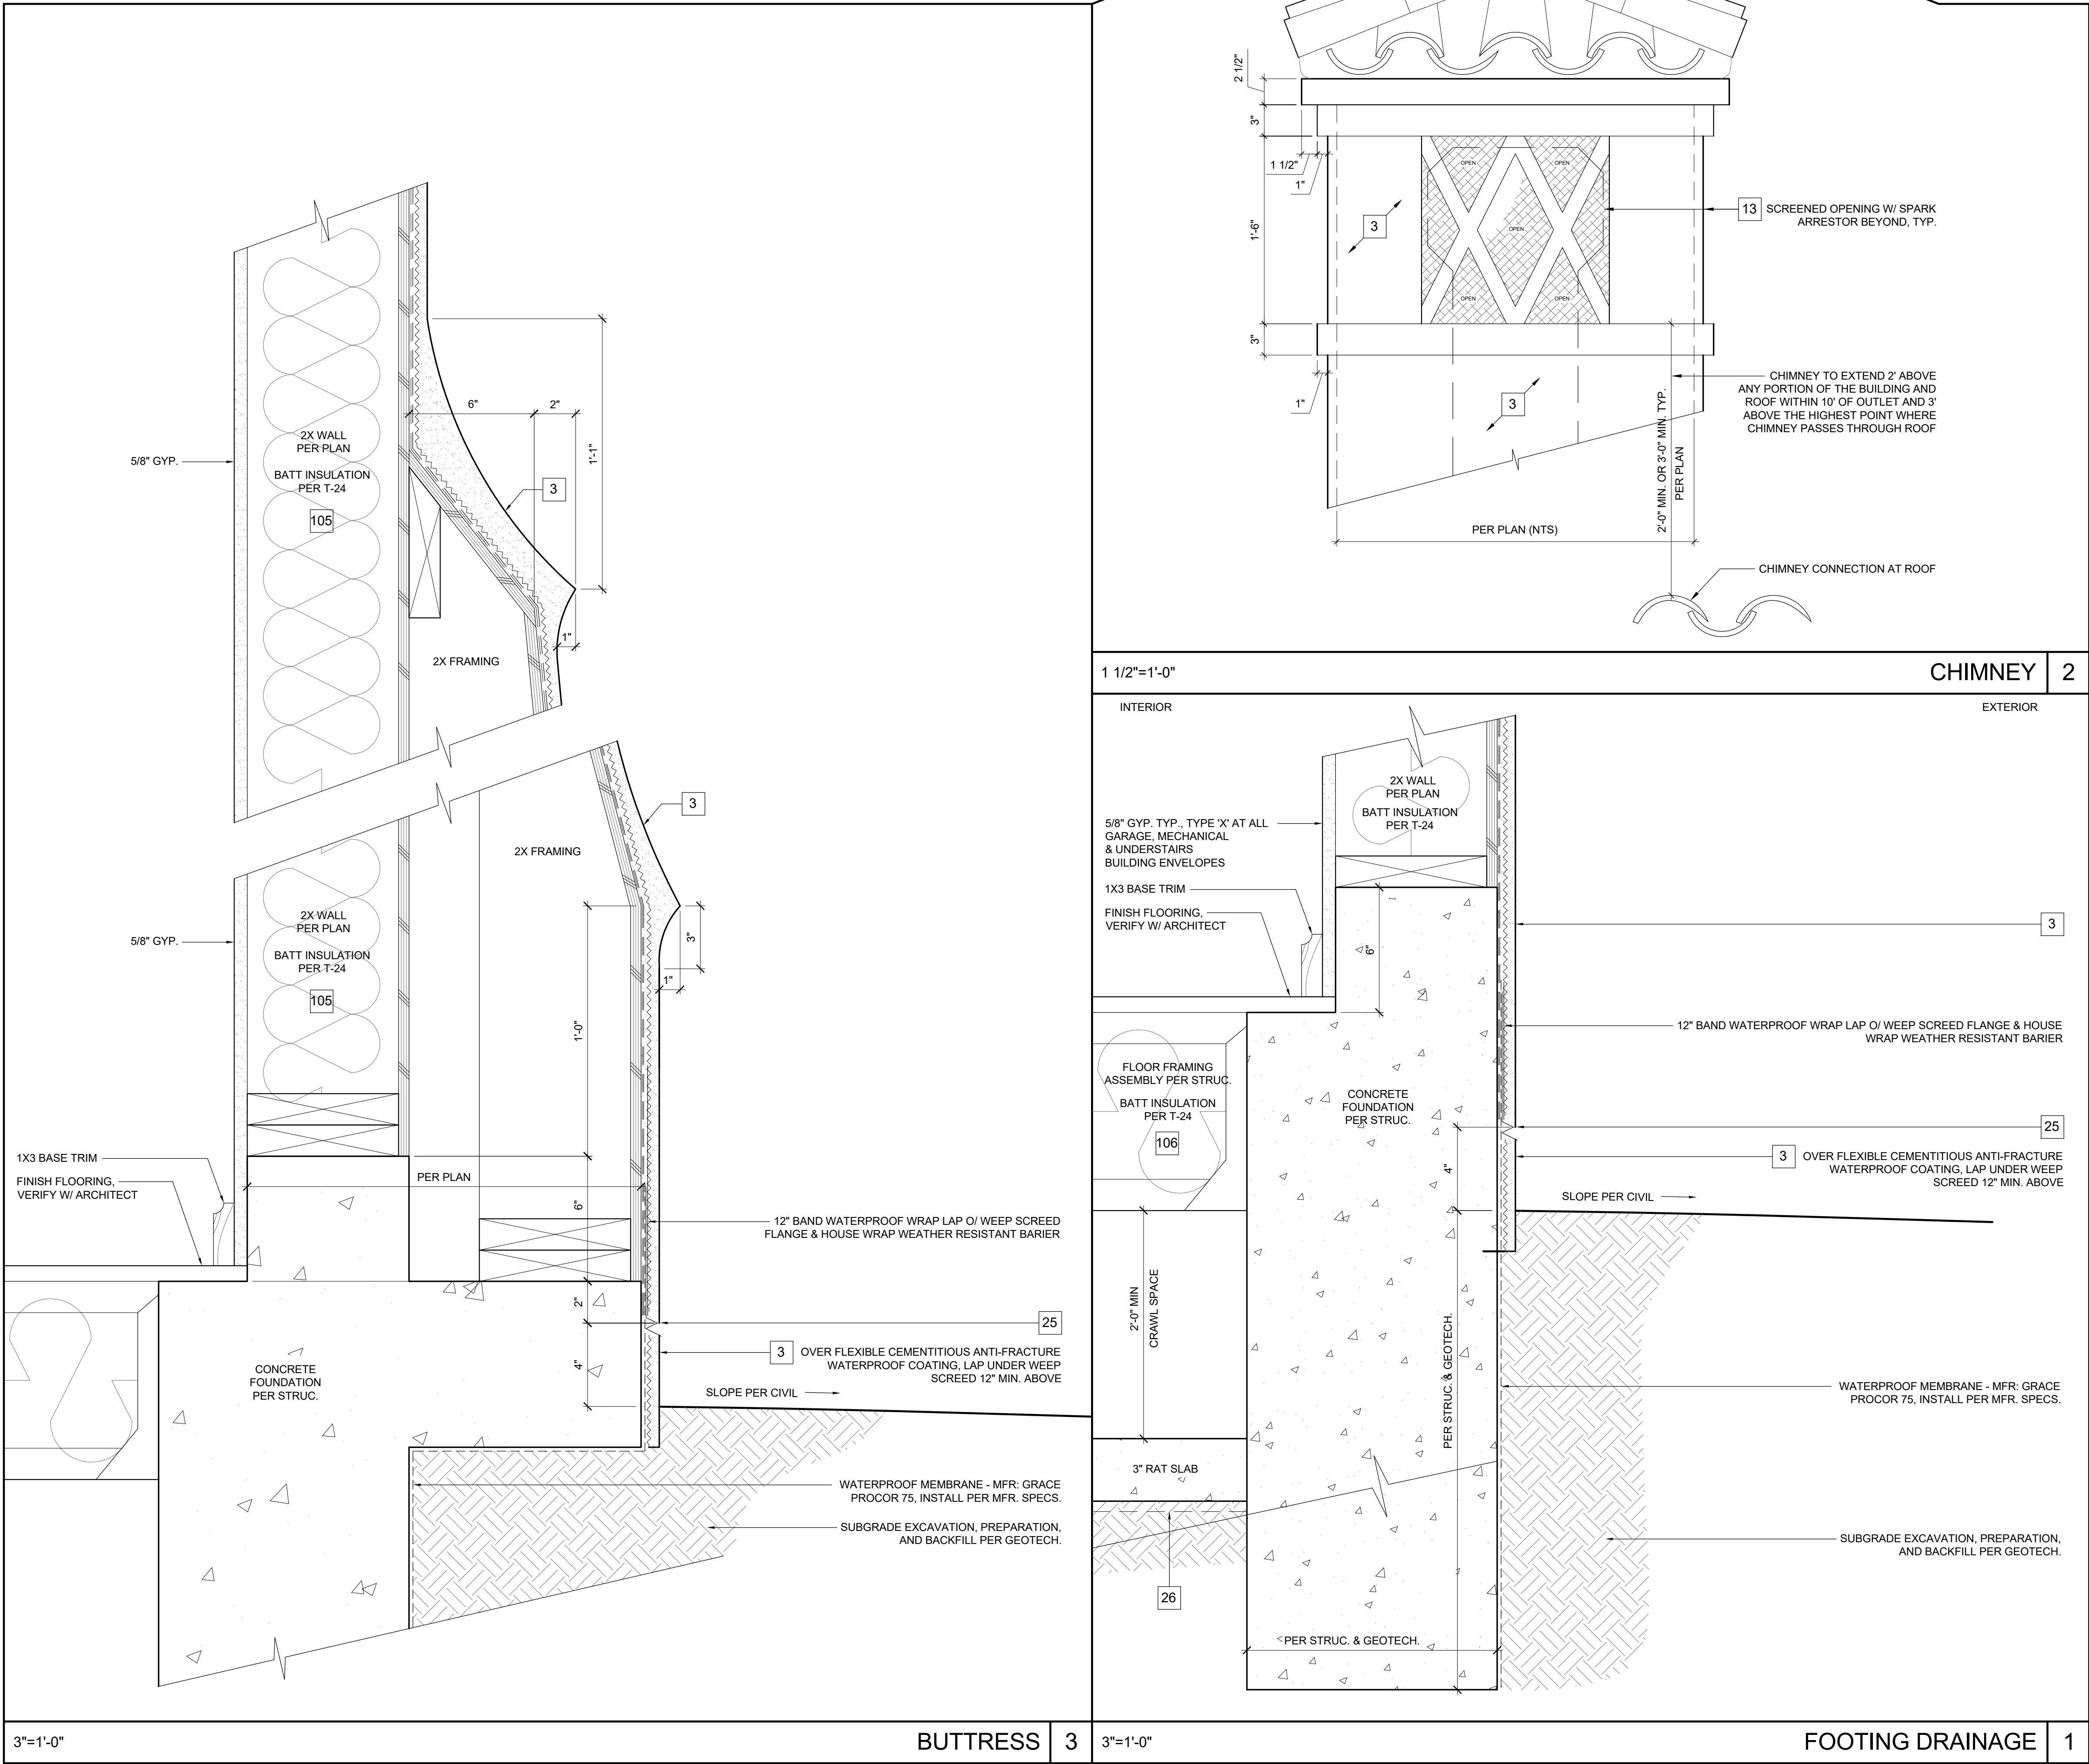 6"
2"
1'-1"
2X WALL
PER PLAN
5/8" GYP.
BATT INSULATION
PER T-24
105
3
1"
2X FRAMING
3
2X FRAMING
2X WALL
PER PLAN
5/8" GYP.
BATT INSULATION
PER T-24
105
3"
1"
1'-0"
1X3 BASE TRIM
FINISH FLOORING,
VERIFY W/ ARCHITECT
PER PLAN
6"
12" BAND WATERPROOF WRAP LAP O/ WEEP SCREED
FLANGE & HOUSE WRAP WEATHER RESISTANT BARIER
2"
25
4"
3 OVER FLEXIBLE CEMENTITIOUS ANTI-FRACTURE
WATERPROOF COATING, LAP UNDER WEEP
SCREED 12" MIN. ABOVE
CONCRETE
FOUNDATION
PER STRUC.
SLOPE PER CIVIL
WATERPROOF MEMBRANE - MFR: GRACE
PROCOR 75, INSTALL PER MFR. SPECS.
SUBGRADE EXCAVATION, PREPARATION,
AND BACKFILL PER GEOTECH.
3"=1'-0"
BUTTRESS 3
2 1/2"
3"
1 1/2"
1"
1'-6"
OPEN
OPEN
OPEN
OPEN
OPEN
3
13 SCREENED OPENING W/ SPARK
ARRESTOR BEYOND, TYP.
3"
1"
3
CHIMNEY TO EXTEND 2' ABOVE
ANY PORTION OF THE BUILDING AND
ROOF WITHIN 10' OF OUTLET AND 3'
ABOVE THE HIGHEST POINT WHERE
CHIMNEY PASSES THROUGH ROOF
2'-0" MIN. OR 3'-0" MIN. TYP.
PER PLAN
PER PLAN (NTS)
CHIMNEY CONNECTION AT ROOF
1 1/2"=1'-0"
CHIMNEY 2
INTERIOR
EXTERIOR
2X WALL
PER PLAN
BATT INSULATION
PER T-24
5/8" GYP. TYP., TYPE 'X' AT ALL
GARAGE, MECHANICAL
& UNDERSTAIRS
BUILDING ENVELOPES
1X3 BASE TRIM
FINISH FLOORING,
VERIFY W/ ARCHITECT
6"
3
12" BAND WATERPROOF WRAP LAP O/ WEEP SCREED FLANGE & HOUSE
WRAP WEATHER RESISTANT BARIER
FLOOR FRAMING
ASSEMBLY PER STRUC.
BATT INSULATION
PER T-24
106
CONCRETE
FOUNDATION
PER STRUC.
25
4"
3 OVER FLEXIBLE CEMENTITIOUS ANTI-FRACTURE
WATERPROOF COATING, LAP UNDER WEEP
SCREED 12" MIN. ABOVE
SLOPE PER CIVIL
2'-0" MIN
CRAWL SPACE
PER STRUC. & GEOTECH.
WATERPROOF MEMBRANE - MFR: GRACE
PROCOR 75, INSTALL PER MFR. SPECS.
3" RAT SLAB
SUBGRADE EXCAVATION, PREPARATION,
AND BACKFILL PER GEOTECH.
26
PER STRUC. & GEOTECH.
3"=1'-0"
FOOTING DRAINAGE 1